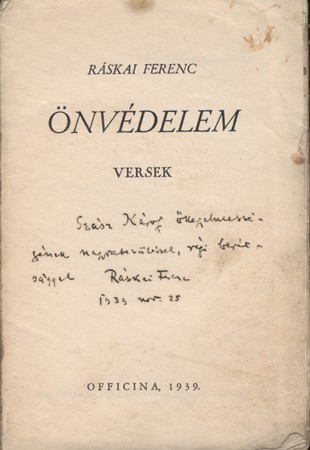 RÁSKAI FERENC
ÖNVÉDELEM
VERSEK
Szász Károly
nagyrabecsüléssel, régi barát-
sággal Ráskai Ferenc
1939 nov. 25
OFFICINA, 1939.